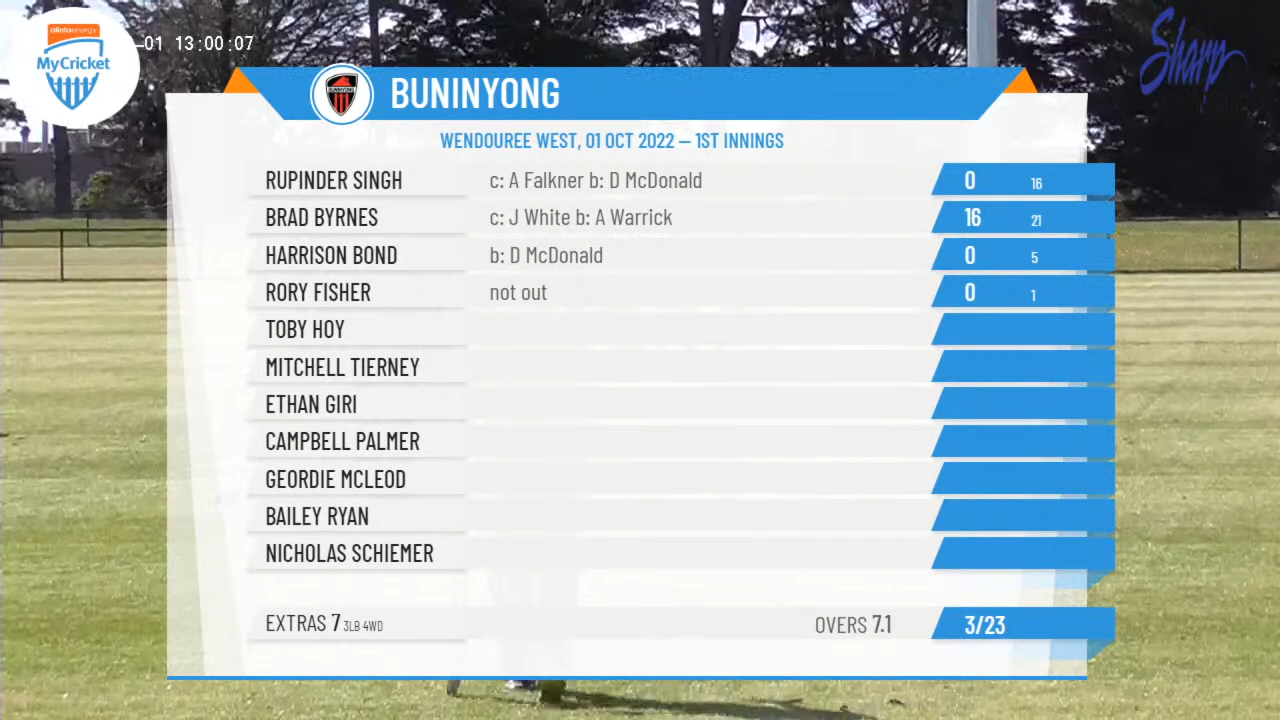 alintaenergy
MyCricket
-01 13:00:07
Sharp
BUNINYONG
BUNINYONG
WENDOUREE WEST, 01 OCT 2022 – 1ST INNINGS
RUPINDER SINGH c: A Falkner b: D McDonald 0 16
BRAD BYRNES c: J White b: A Warrick 16 21
HARRISON BOND b: D McDonald 0 5
RORY FISHER not out 0 1
TOBY HOY
MITCHELL TIERNEY
ETHAN GIRI
CAMPBELL PALMER
GEORDIE MCLEOD
BAILEY RYAN
NICHOLAS SCHIEMER
EXTRAS 7 3LB 4WD OVERS 7.1 3/23